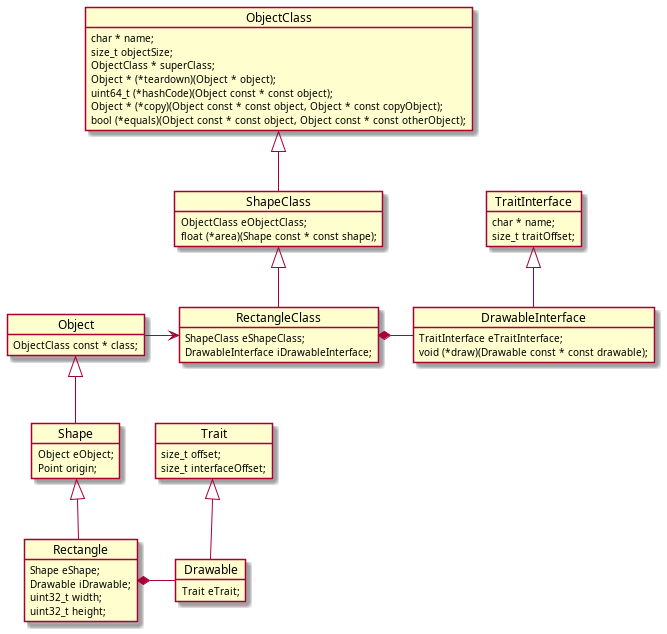 ObjectClass
char * name;
size_t objectSize;
ObjectClass * superClass;
Object * (*teardown)(Object * object);
uint64_t (*hashCode)(Object const * const object);
Object * (*copy)(Object const * const object, Object * const copyObject);
bool (*equals)(Object const * const object, Object const * const otherObject);
ShapeClass
ObjectClass eObjectClass;
float (*area)(Shape const * const shape);
TraitInterface
char * name;
size_t traitOffset;
Object
ObjectClass const * class;
RectangleClass
ShapeClass eShapeClass;
DrawableInterface iDrawableInterface;
DrawableInterface
TraitInterface eTraitInterface;
void (*draw)(Drawable const * const drawable);
Shape
Object eObject;
Point origin;
Trait
size_t offset;
size_t interfaceOffset;
Rectangle
Shape eShape;
Drawable iDrawable;
uint32_t width;
uint32_t height;
Drawable
Trait eTrait;